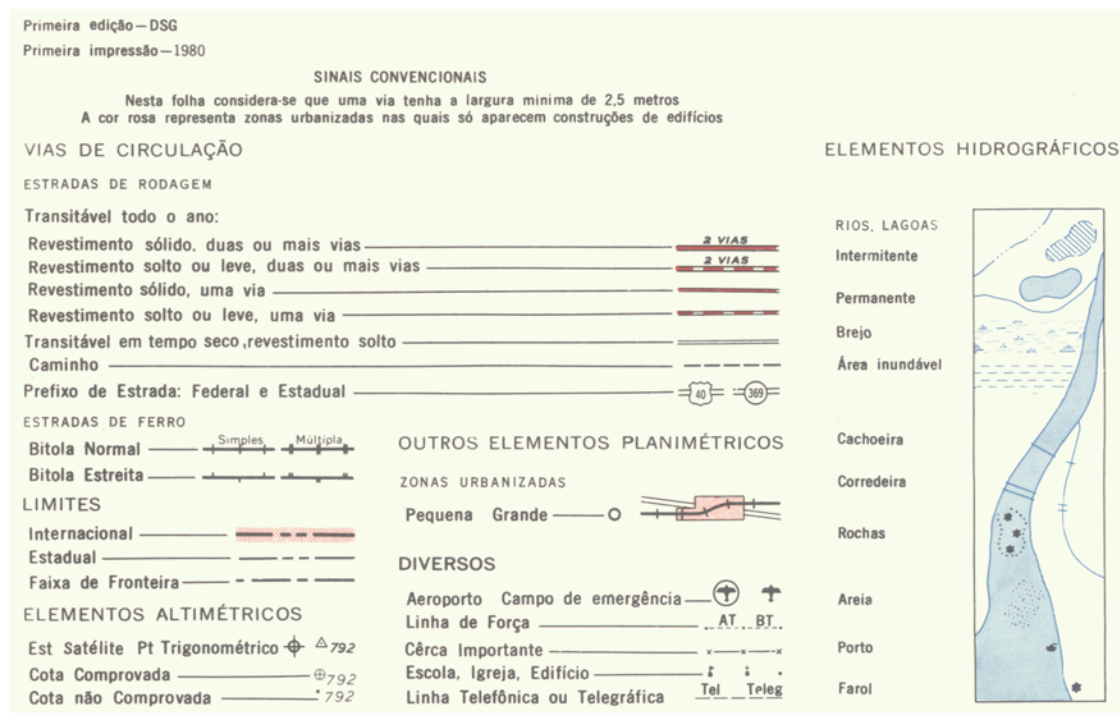 Primeira edição—DSG
Primeira impressão—1980
SINAIS CONVENCIONAIS
Nesta folha considera-se que uma via tenha a largura minima de 2,5 metros
A cor rosa representa zonas urbanizadas nas quais só aparecem construções de edifícios
VIAS DE CIRCULAÇÃO
ESTRADAS DE RODAGEM
Transitável todo o ano:
Revestimento sólido, duas ou mais vias 2 VIAS
Revestimento solto ou leve, duas ou mais vias 2 VIAS
Revestimento sólido, uma via
Revestimento solto ou leve, uma via
Transitável em tempo seco, revestimento solto
Caminho
Prefixo de Estrada: Federal e Estadual 40 369
ESTRADAS DE FERRO
Simples Múltipla
Bitola Normal
Bitola Estreita
LIMITES
Internacional
Estadual
Faixa de Fronteira
ELEMENTOS ALTIMÉTRICOS
Est Satélite Pt Trigonométrico 792
Cota Comprovada 792
Cota não Comprovada 792
OUTROS ELEMENTOS PLANIMÉTRICOS
ZONAS URBANIZADAS
Pequena Grande
DIVERSOS
Aeroporto Campo de emergência
Linha de Força AT BT
Cêrca Importante
Escola, Igreja, Edifício
Linha Telefônica ou Telegráfica Tel Teleg
ELEMENTOS HIDROGRÁFICOS
RIOS, LAGOAS
Intermitente
Permanente
Brejo
Área inundável
Cachoeira
Corredeira
Rochas
Areia
Porto
Farol